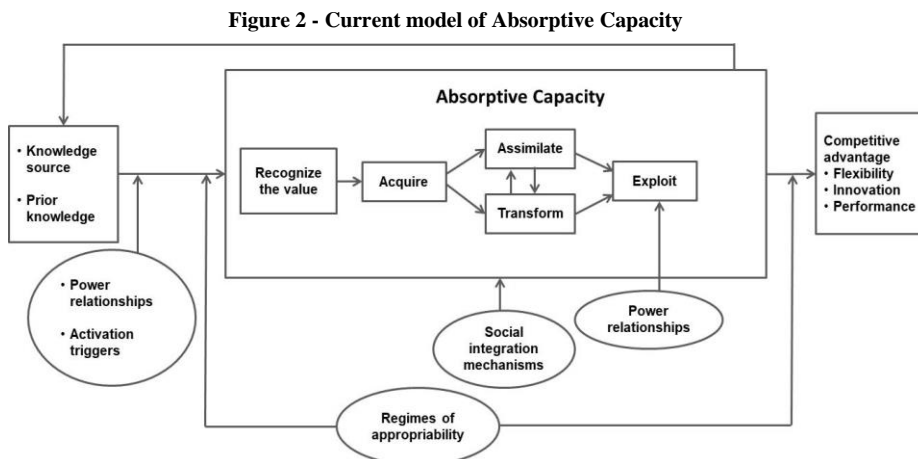 Figure 2 - Current model of Absorptive Capacity
Absorptive Capacity
• Knowledge
source
• Prior
knowledge
Recognize
the value
Acquire
Assimilate
Transform
Exploit
Competitive
advantage
• Flexibility
• Innovation
• Performance
• Power
relationships
• Activation
triggers
Social
integration
mechanisms
Power
relationships
Regimes of
appropriability